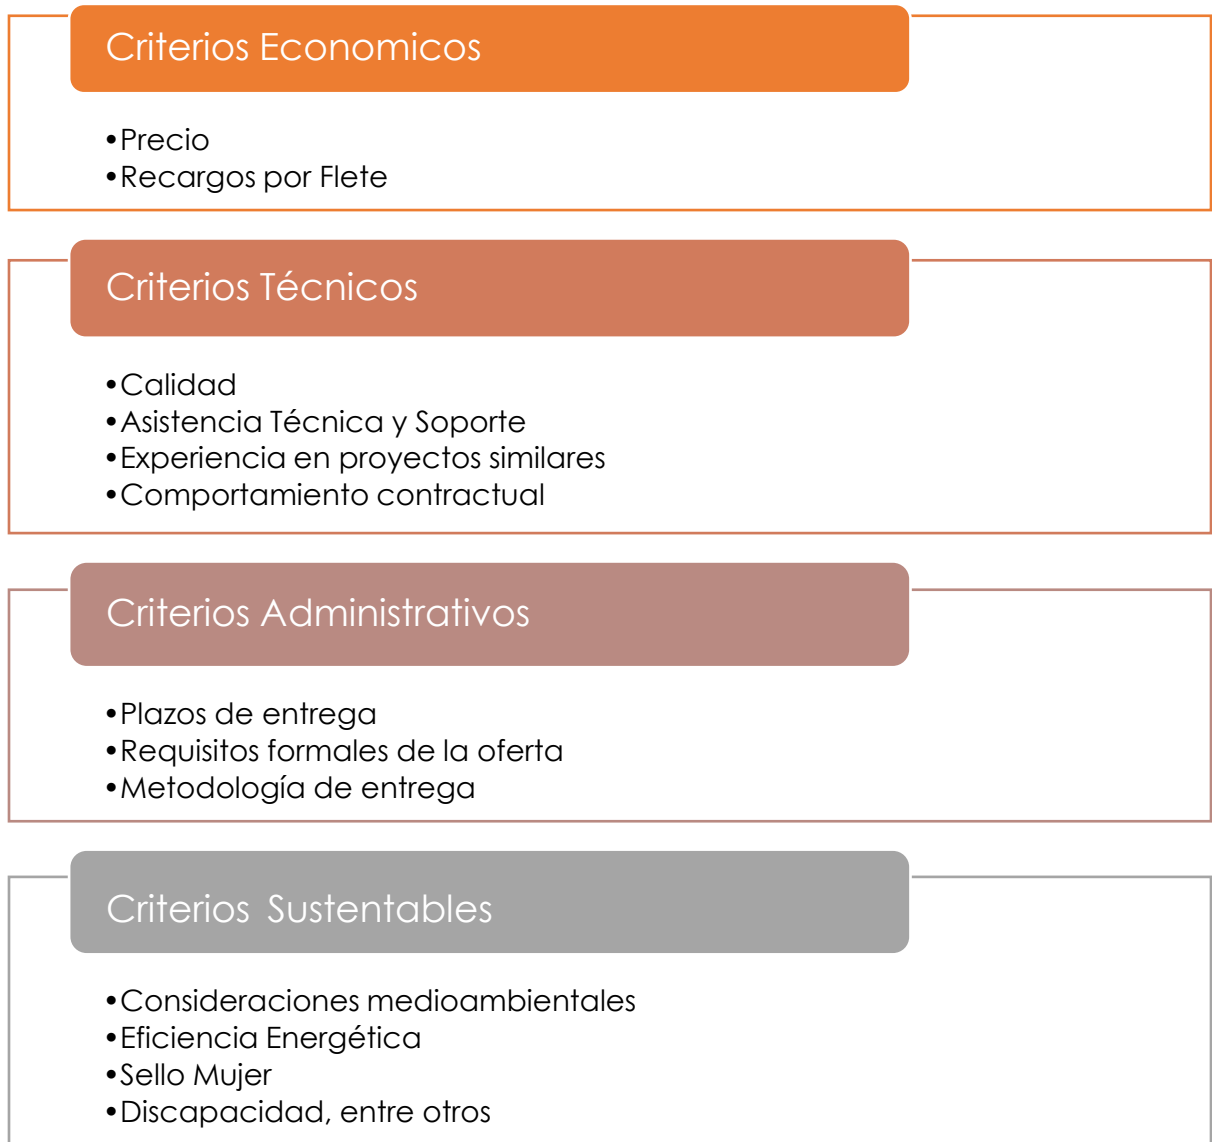 Criterios Economicos
•Precio
•Recargos por Flete
Criterios Técnicos
•Calidad
•Asistencia Técnica y Soporte
•Experiencia en proyectos similares
•Comportamiento contractual
Criterios Administrativos
•Plazos de entrega
•Requisitos formales de la oferta
•Metodología de entrega
Criterios  Sustentables
•Consideraciones medioambientales
•Eficiencia Energética
•Sello Mujer
•Discapacidad, entre otros